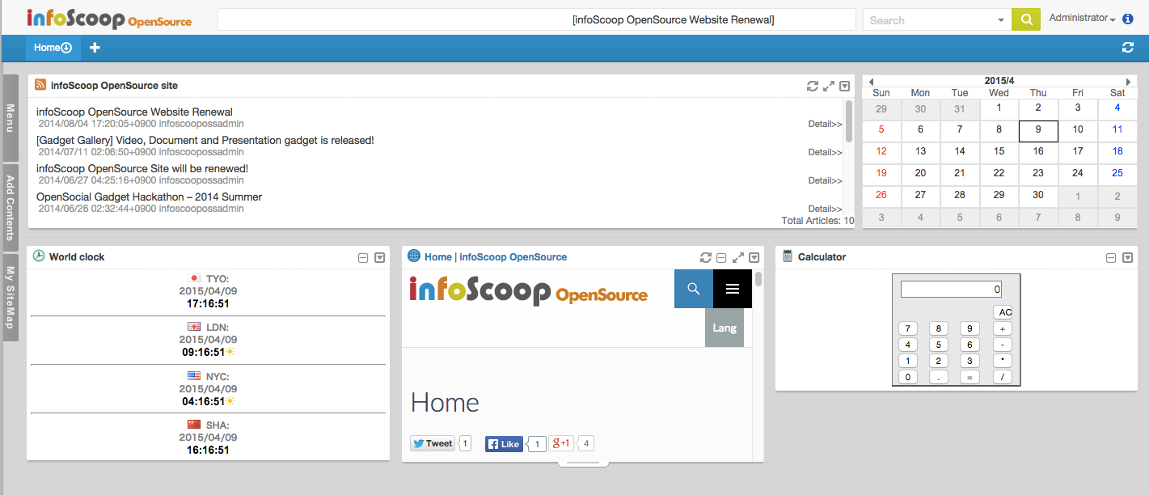 infoScoop OpenSource
[infoScoop OpenSource Website Renewal]
Search
Administrator
Home
Menu
Add Contents
My SiteMap
infoScoop OpenSource site
infoScoop OpenSource Website Renewal
2014/08/04 17:20:05+0900 infoscoopossadmin
Detail>>
[Gadget Gallery] Video, Document and Presentation gadget is released!
2014/07/11 02:06:50+0900 infoscoopossadmin
Detail>>
infoScoop OpenSource Site will be renewed!
2014/06/27 04:25:16+0900 infoscoopossadmin
Detail>>
OpenSocial Gadget Hackathon – 2014 Summer
2014/06/26 02:32:44+0900 infoscoopossadmin
Detail>>
Total Articles: 10
2015/4
Sun Mon Tue Wed Thu Fri Sat
29 30 31 1 2 3 4
5 6 7 8 9 10 11
12 13 14 15 16 17 18
19 20 21 22 23 24 25
26 27 28 29 30 1 2
3 4 5 6 7 8 9
World clock
TYO:
2015/04/09
17:16:51
LDN:
2015/04/09
09:16:51
NYC:
2015/04/09
04:16:51
SHA:
2015/04/09
16:16:51
Home | infoScoop OpenSource
infoScoop OpenSource
Lang
Home
Tweet 1 Like 1 g+1 4
Calculator
0
AC
7 8 9 +
4 5 6 -
1 2 3 *
0 . = /